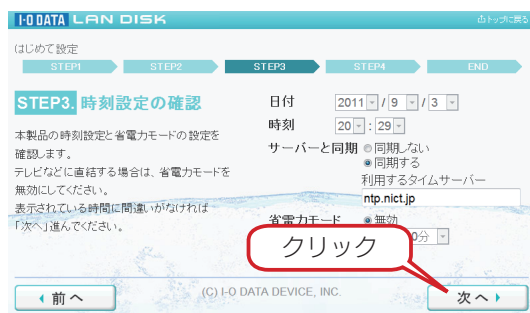 I-O DATA LAN DISK
トップに戻る
はじめて設定
STEP1 STEP2 STEP3 STEP4 END
STEP3. 時刻設定の確認
本製品の時刻設定と省電力モードの設定を
確認します。
テレビなどに直結する場合は、省電力モードを
無効にしてください。
表示されている時間に間違いがなければ
「次へ」進んでください。
日付 2011 / 9 / 3
時刻 20 : 29
サーバーと同期 同期しない
同期する
利用するタイムサーバー
ntp.nict.jp
省電力モード 無効
0分
クリック
前へ
(C) I-O DATA DEVICE, INC.
次へ